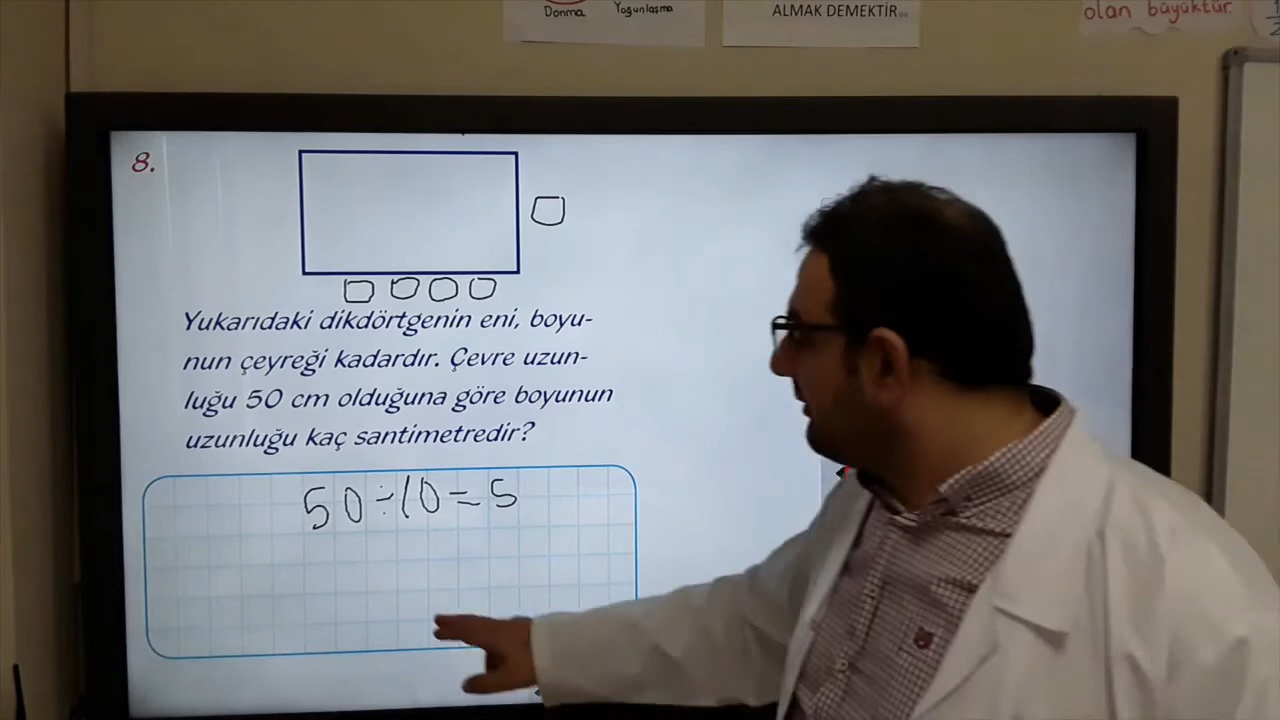 Donma Yoğunlaşma
ALMAK DEMEKTİR
olan büyüktür.
8.
Yukarıdaki dikdörtgenin eni, boyu-
nun çeyreği kadardır. Çevre uzun-
luğu 50 cm olduğuna göre boyunun
uzunluğu kaç santimetredir?
50÷10=5